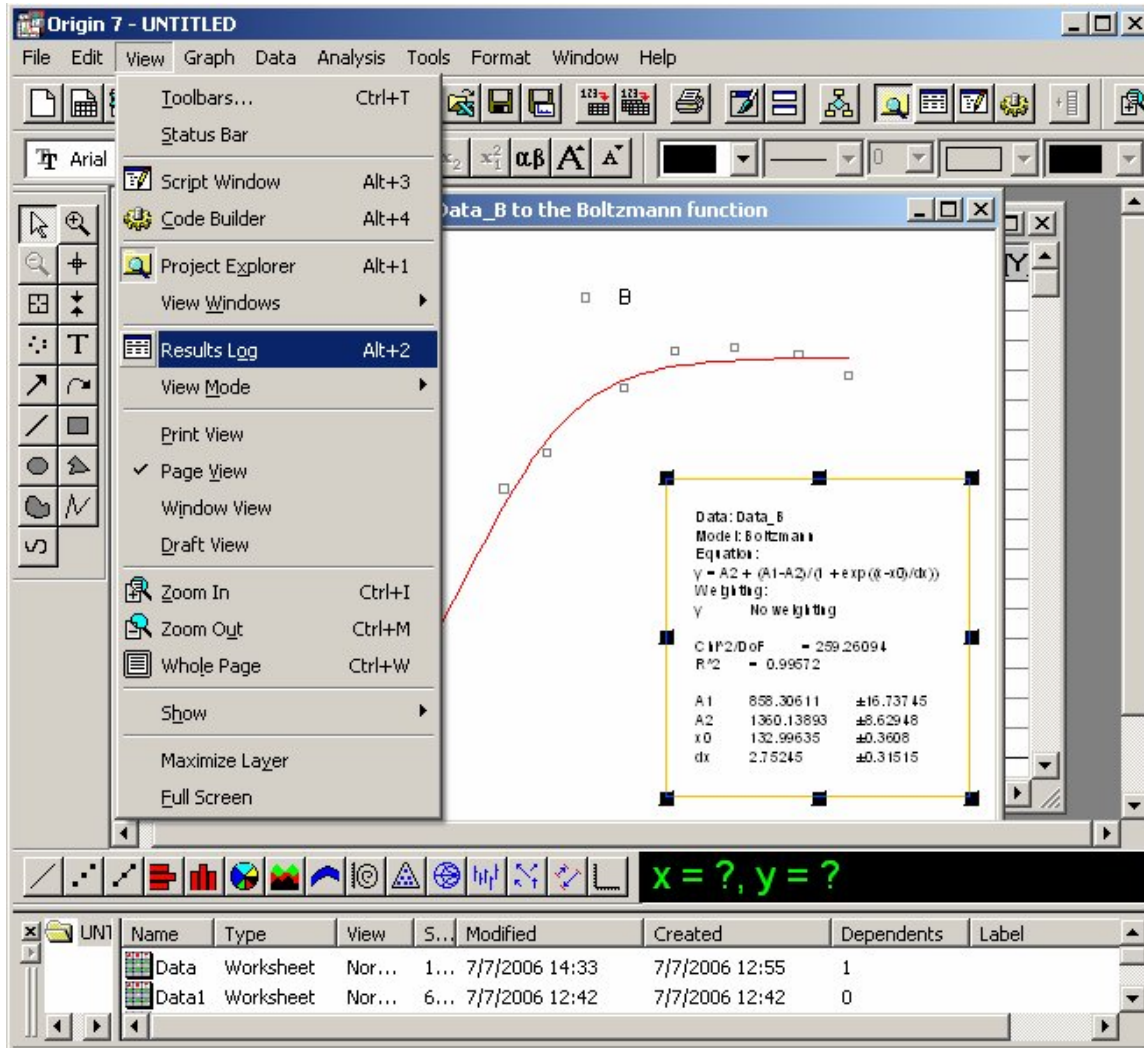 Origin 7 - UNTITLED
File Edit View Graph Data Analysis Tools Format Window Help
Toolbars... Ctrl+T
Status Bar
Script Window Alt+3
Code Builder Alt+4
Project Explorer Alt+1
View Windows
Results Log Alt+2
View Mode
Print View
Page View
Window View
Draft View
Zoom In Ctrl+I
Zoom Out Ctrl+M
Whole Page Ctrl+W
Show
Maximize Layer
Full Screen
Arial
αβ A A
0
Data_B to the Boltzmann function
B
Data: Data_B
Model: Boltzmann
Equation:
y = A2 + (A1-A2)/(1 + exp((x-x0)/dx))
Weighting:
y No weighting
Chi^2/DoF = 259.26094
R^2 = 0.99572
A1 858.30611 ±16.73745
A2 1360.13893 ±8.62948
x0 132.99635 ±0.3608
dx 2.75245 ±0.31515
x = ?, y = ?
UNT
Name Type View S... Modified Created Dependents Label
Data Worksheet Nor... 1... 7/7/2006 14:33 7/7/2006 12:55 1
Data1 Worksheet Nor... 6... 7/7/2006 12:42 7/7/2006 12:42 0